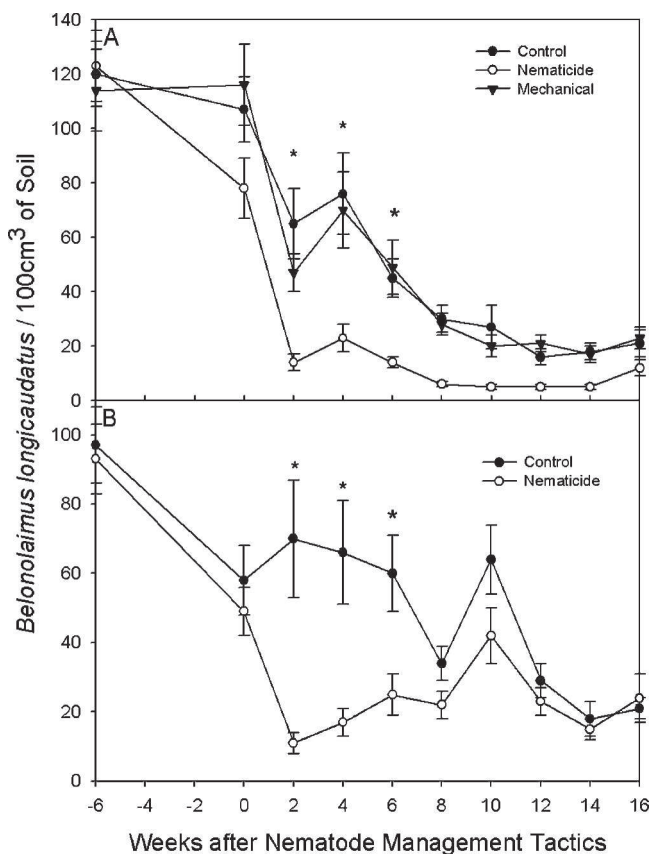 A
140
120
100
80
60
40
20
0
Control
Nematicide
Mechanical
*
*
*
B
100
80
60
40
20
0
Control
Nematicide
*
*
*
-6 -4 -2 0 2 4 6 8 10 12 14 16
Belonolaimus longicaudatus / 100cm³ of Soil
Weeks after Nematode Management Tactics